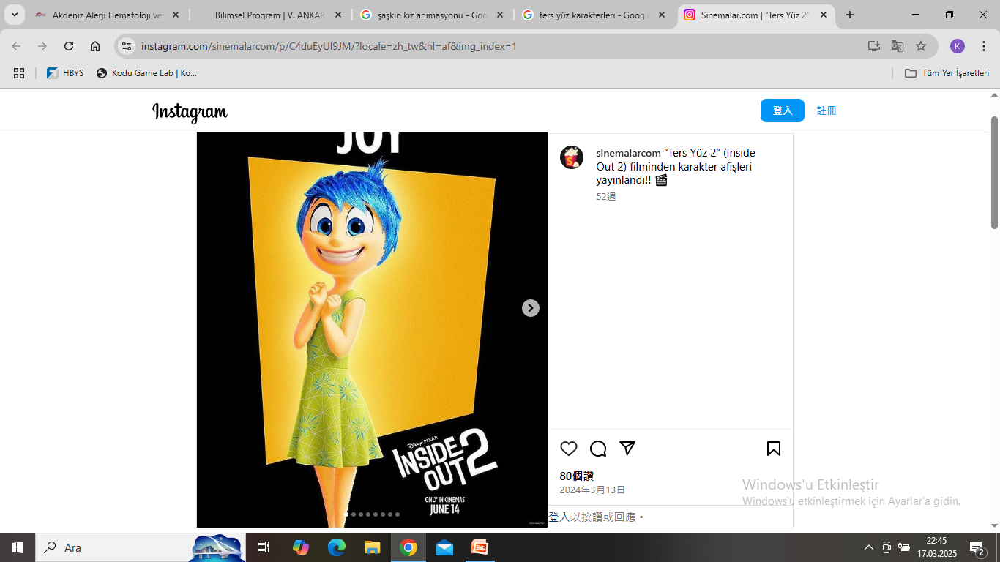 Akdeniz Alerji Hematoloji ve
Bilimsel Program | V. ANKAR
şaşkın kız animasyonu - Goo
ters yüz karakterleri - Google
Sinemalar.com | "Ters Yüz 2"
instagram.com/sinemalarcom/p/C4duEyUI9JM/?locale=zh_tw&hl=af&img_index=1
K
HBYS
Kodu Game Lab | Ko...
Tüm Yer İşaretleri
Instagram
登入
註冊
JOY
DISNEY · PIXAR
INSIDE
OUT 2
ONLY IN CINEMAS
JUNE 14
S
sinemalarcom “Ters Yüz 2” (Inside
Out 2) filminden karakter afişleri
yayınlandı!! 🎬
52週
80個讚
2024年3月13日
登入以按讚或回應。
Windows'u Etkinleştir
Windows'u etkinleştirmek için Ayarlar'a gidin.
Ara
22:45
17.03.2025
2